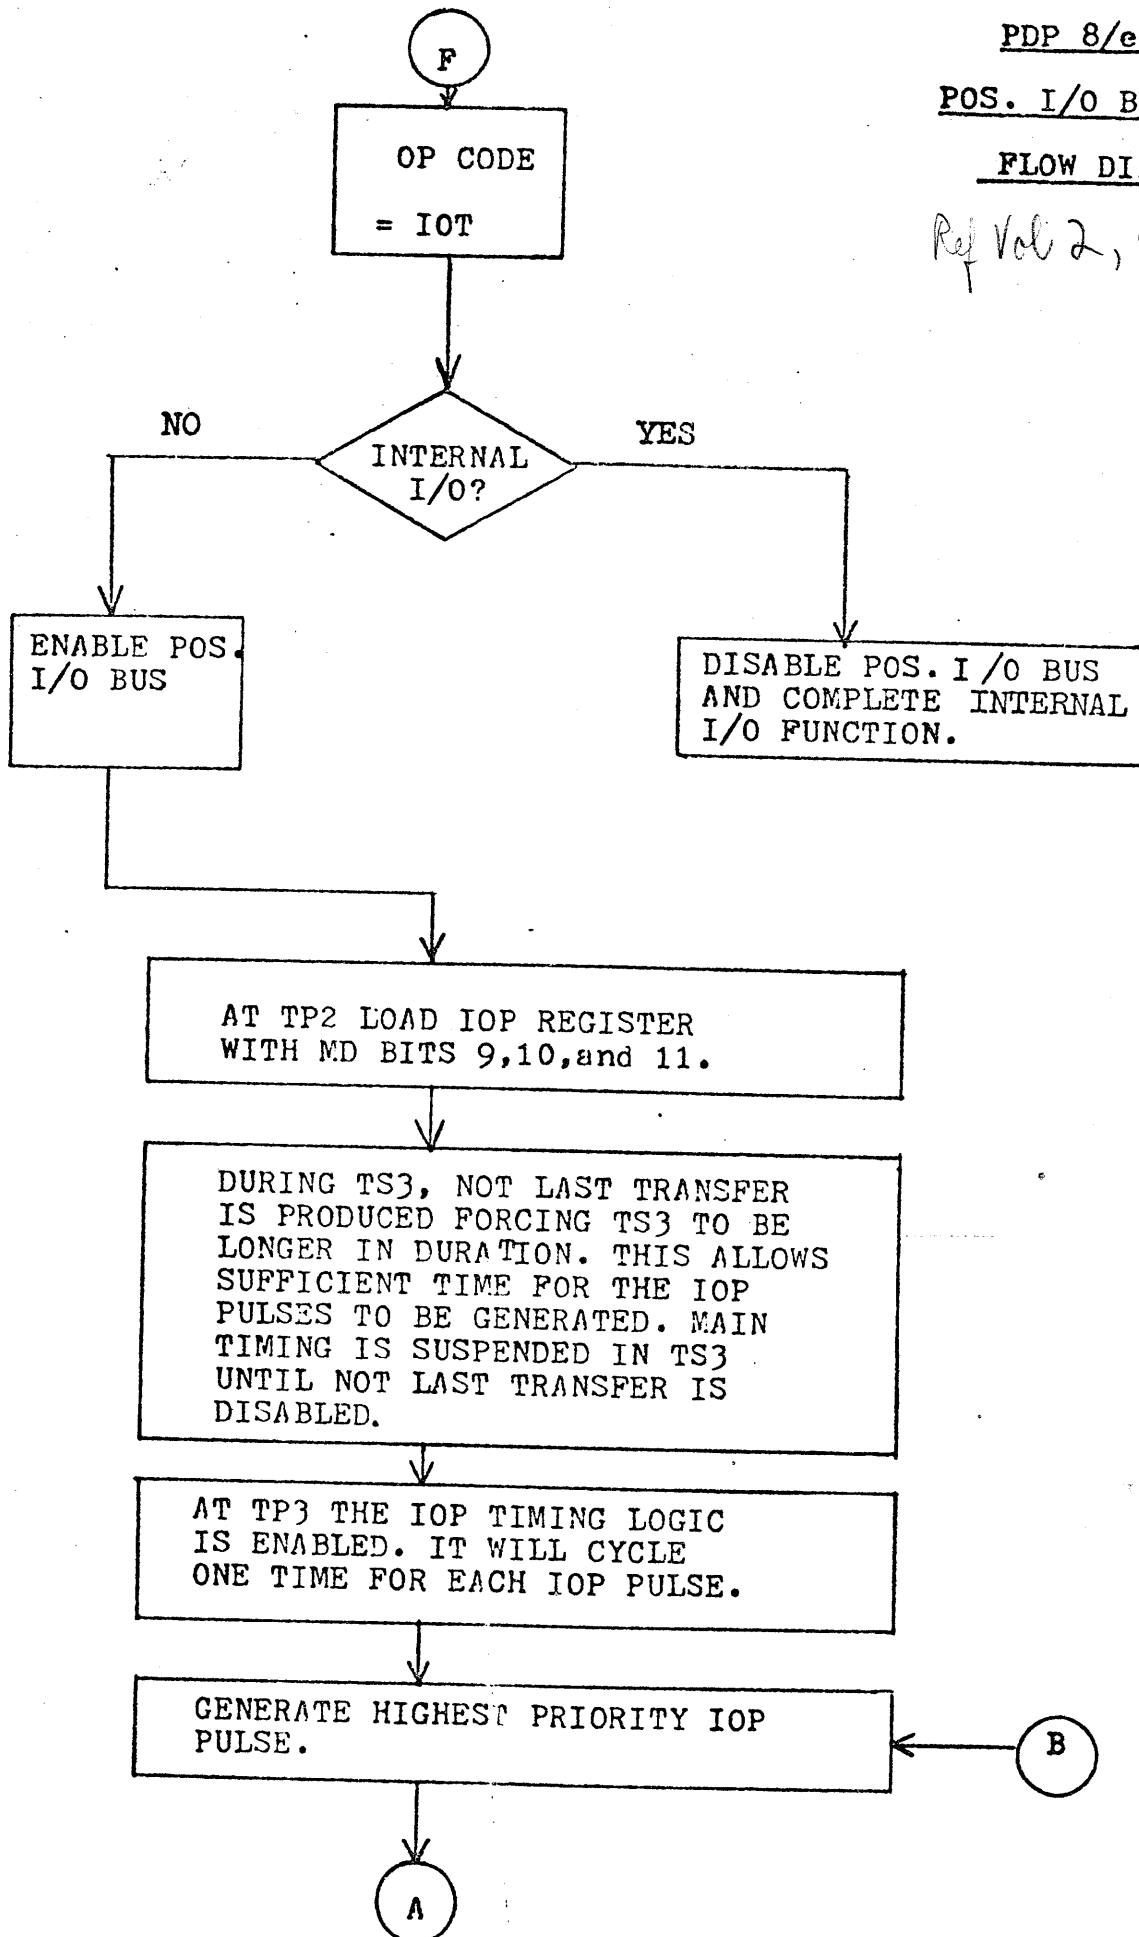 PDP 8/e
POS. I/O B
FLOW DI
Ref Vol 2,
F
OP CODE
= IOT
NO
YES
INTERNAL
I/O?
ENABLE POS.
I/O BUS
DISABLE POS. I/O BUS
AND COMPLETE INTERNAL
I/O FUNCTION.
AT TP2 LOAD IOP REGISTER
WITH MD BITS 9,10,and 11.
DURING TS3, NOT LAST TRANSFER
IS PRODUCED FORCING TS3 TO BE
LONGER IN DURATION. THIS ALLOWS
SUFFICIENT TIME FOR THE IOP
PULSES TO BE GENERATED. MAIN
TIMING IS SUSPENDED IN TS3
UNTIL NOT LAST TRANSFER IS
DISABLED.
AT TP3 THE IOP TIMING LOGIC
IS ENABLED. IT WILL CYCLE
ONE TIME FOR EACH IOP PULSE.
GENERATE HIGHEST PRIORITY IOP
PULSE.
B
A